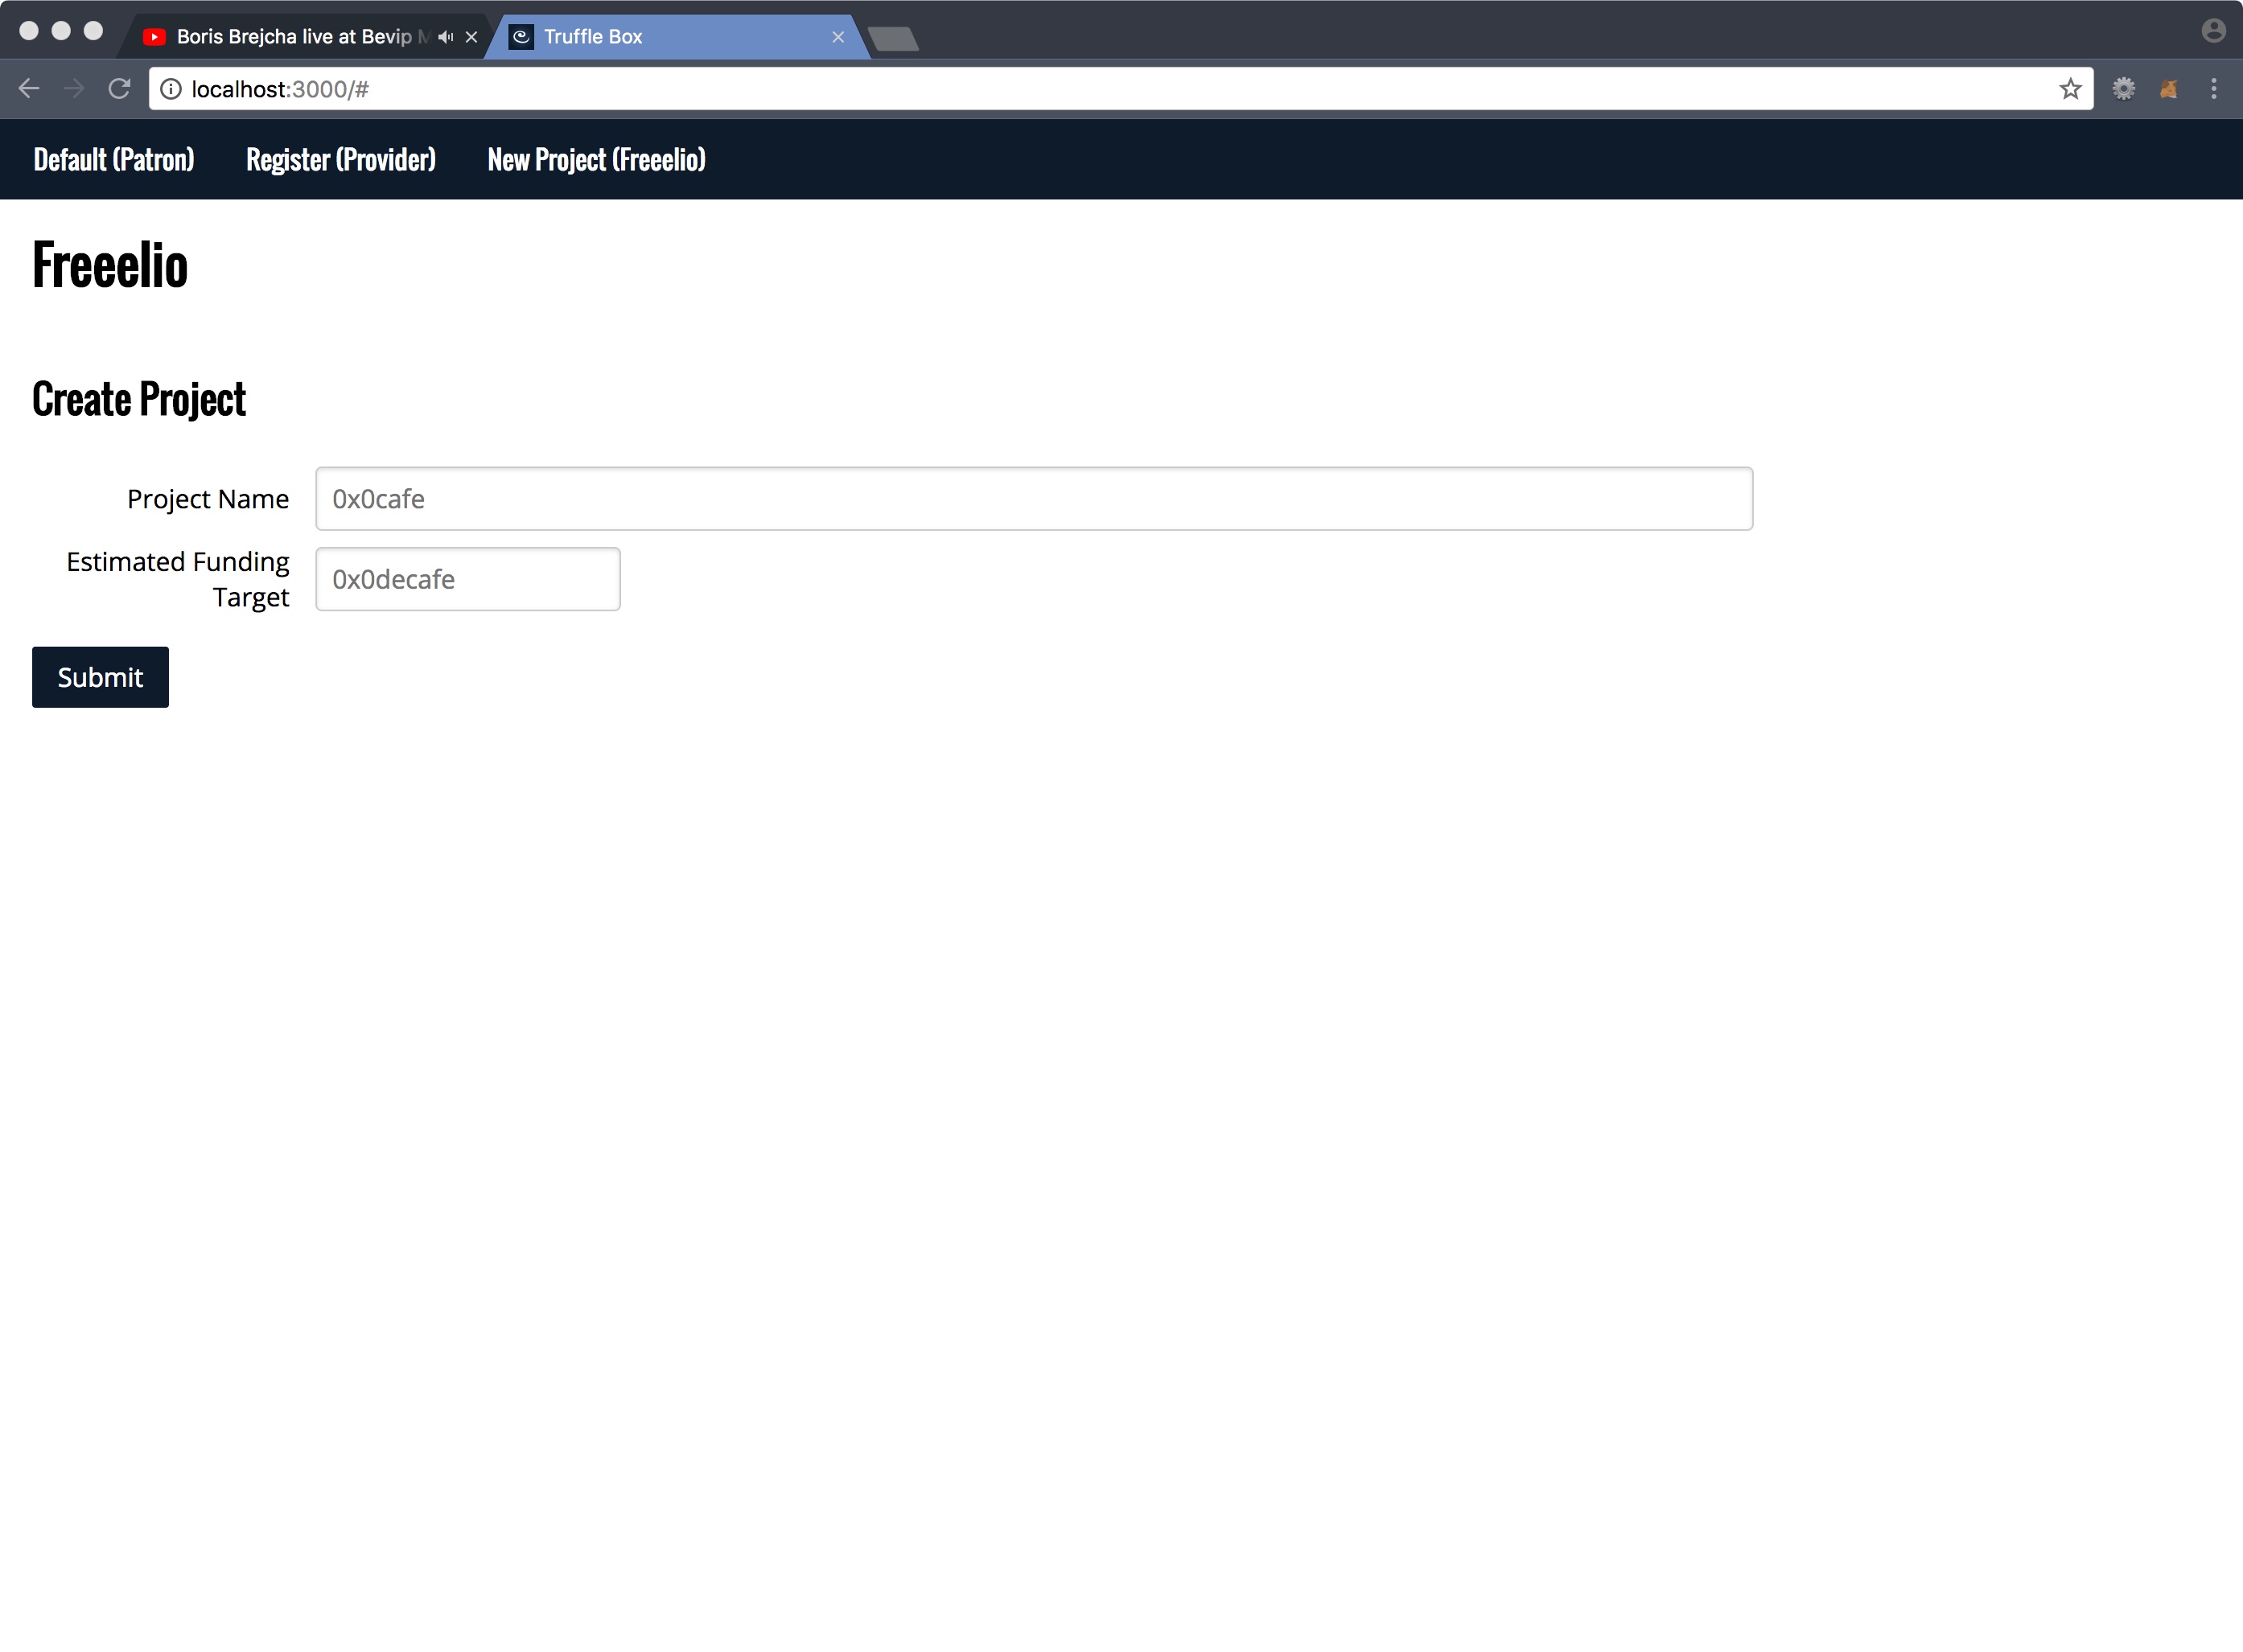 Boris Brejcha live at Bevip M
Truffle Box
localhost:3000/#
Default (Patron)
Register (Provider)
New Project (Freeelio)
Freeelio
Create Project
Project Name
0x0cafe
Estimated Funding
Target
0x0decafe
Submit